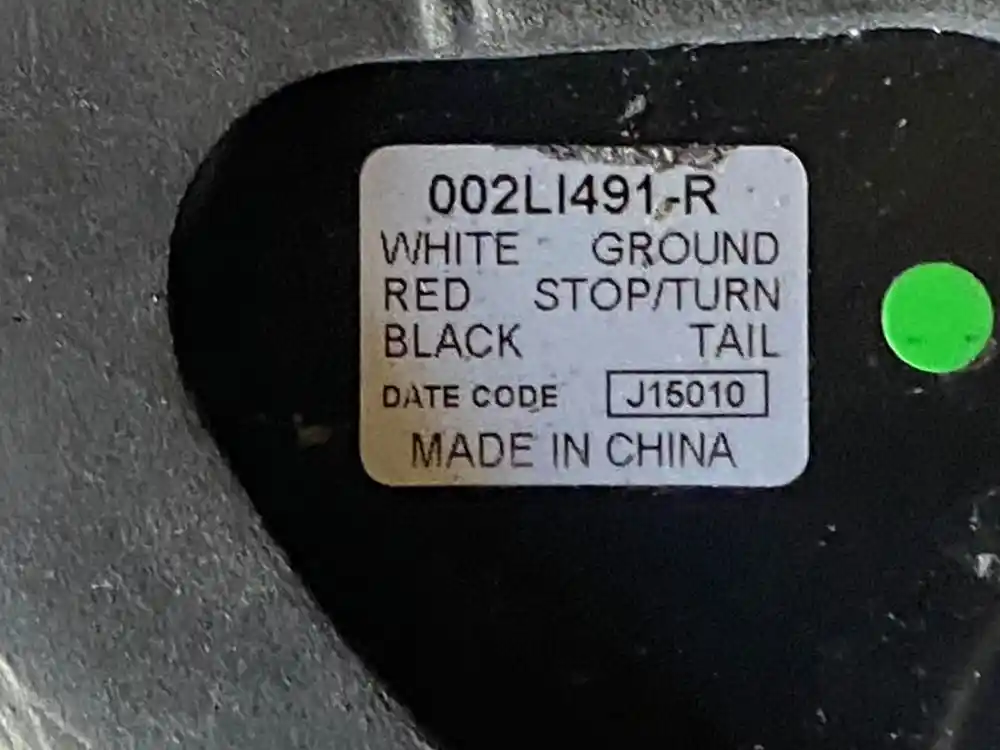 002LI491-R
WHITE GROUND
RED STOP/TURN
BLACK TAIL
DATE CODE J15010
MADE IN CHINA